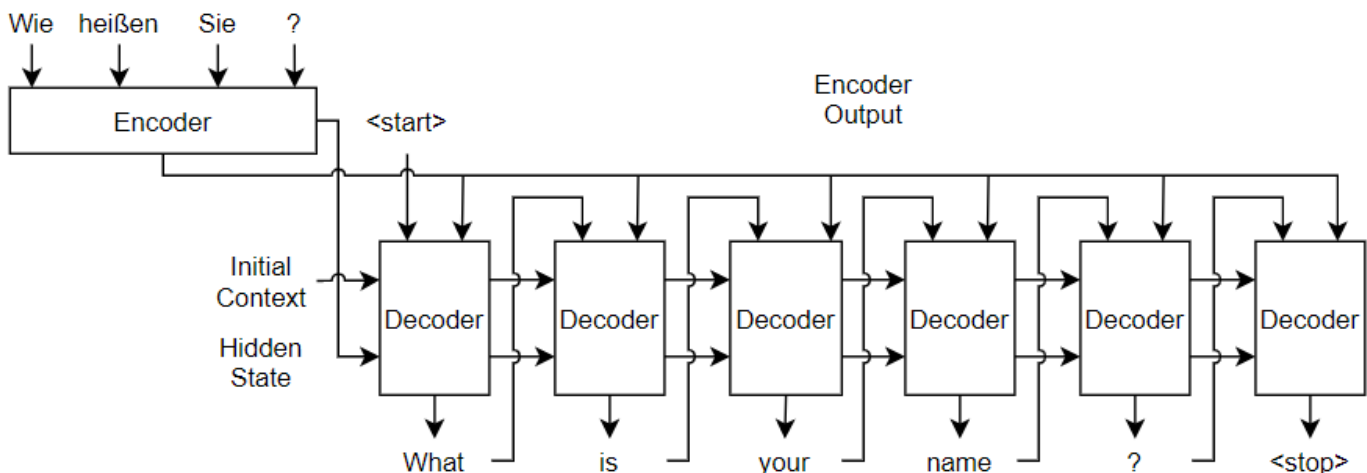 Wie heißen Sie ?
Encoder
<start>
Encoder
Output
Initial
Context
Hidden
State
Decoder Decoder Decoder Decoder Decoder Decoder
What is your name ? <stop>